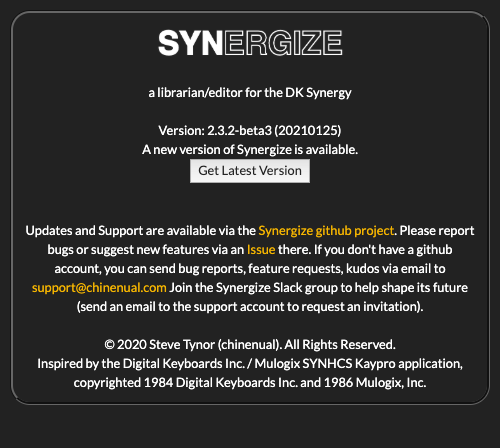 SYNERGIZE
a librarian/editor for the DK Synergy
Version: 2.3.2-beta3 (20210125)
A new version of Synergize is available.
Get Latest Version
Updates and Support are available via the Synergize github project. Please report
bugs or suggest new features via an Issue there. If you don't have a github
account, you can send bug reports, feature requests, kudos via email to
support@chinenual.com Join the Synergize Slack group to help shape its future
(send an email to the support account to request an invitation).
© 2020 Steve Tynor (chinenual). All Rights Reserved.
Inspired by the Digital Keyboards Inc. / Mulogix SYNHCS Kaypro application,
copyrighted 1984 Digital Keyboards Inc. and 1986 Mulogix, Inc.